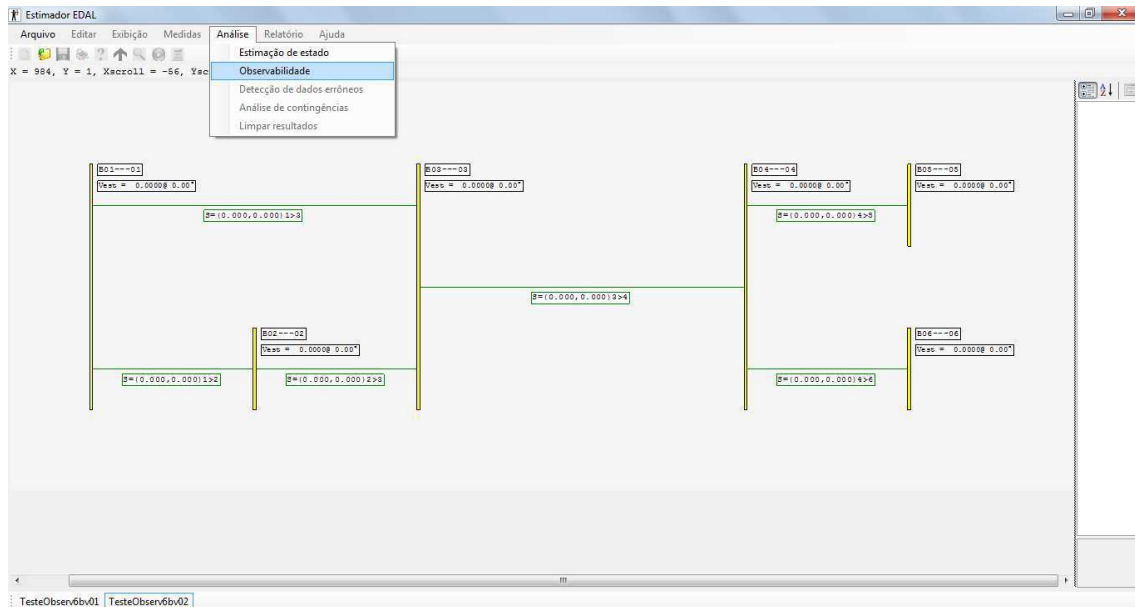 Estimador EDAL
Arquivo Editar Exibição Medidas Análise Relatório Ajuda
X = 984, Y = 1, Xscroll = -56, Ysc
Estimação de estado
Observabilidade
Detecção de dados errôneos
Análise de contingências
Limpar resultados
B01---01
Vest = 0.0000@ 0.00°
B03---03
Vest = 0.0000@ 0.00°
B04---04
Vest = 0.0000@ 0.00°
B05---05
Vest = 0.0000@ 0.00°
S=(0.000,0.000)1>3
S=(0.000,0.000)4>5
S=(0.000,0.000)3>4
B02---02
Vest = 0.0000@ 0.00°
B06---06
Vest = 0.0000@ 0.00°
S=(0.000,0.000)1>2
S=(0.000,0.000)2>3
S=(0.000,0.000)4>6
TesteObserv6bv01 TesteObserv6bv02